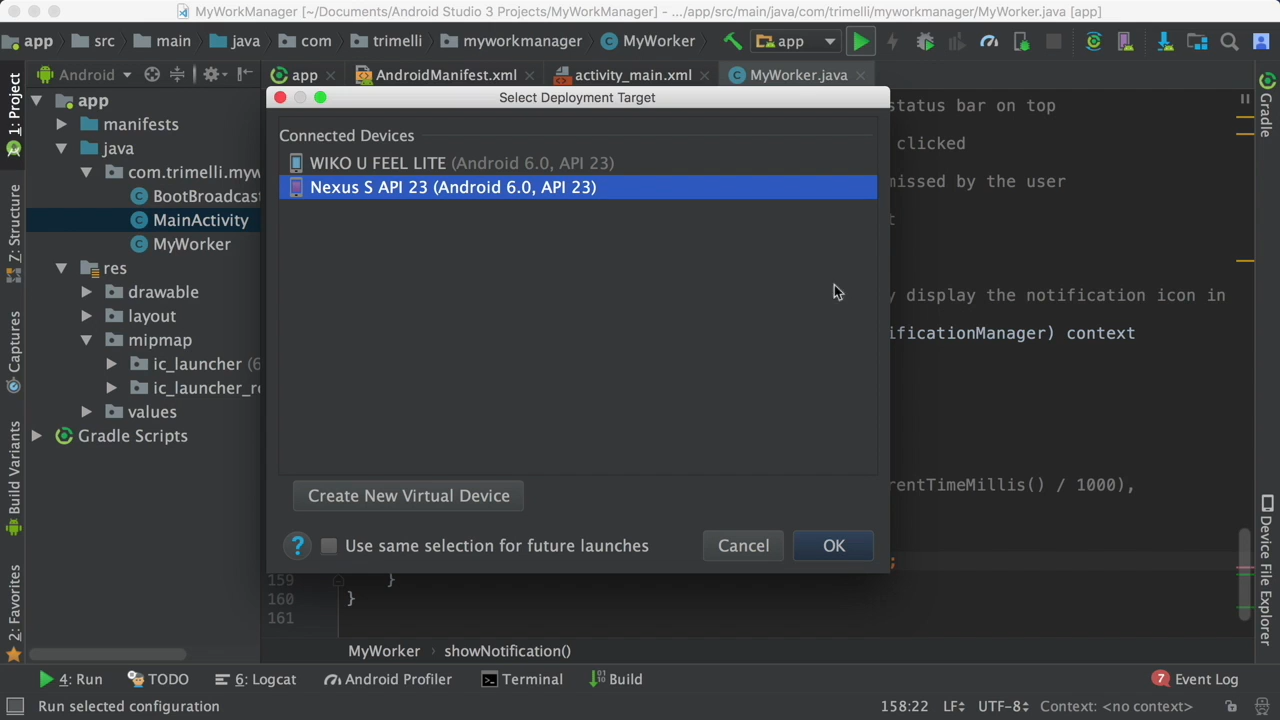 MyWorkManager [~/Documents/Android Studio 3 Projects/MyWorkManager] - .../app/src/main/java/com/trimelli/myworkmanager/MyWorker.java [app]
app src main java com trimelli myworkmanager MyWorker app
Android app AndroidManifest.xml activity_main.xml MyWorker.java
Select Deployment Target
1: Project
Z: Structure
Captures
Build Variants
2: Favorites
app
manifests
java
com.trimelli.myw
BootBroadcast
MainActivity
MyWorker
res
drawable
layout
mipmap
ic_launcher (6
ic_launcher_ro
values
Gradle Scripts
Connected Devices
WIKO U FEEL LITE (Android 6.0, API 23)
Nexus S API 23 (Android 6.0, API 23)
Create New Virtual Device
? Use same selection for future launches Cancel OK
status bar on top
clicked
missed by the user
t
y display the notification icon in
ificationManager) context
rentTimeMillis() / 1000),
;
159 }
160 }
161
Gradle
Device File Explorer
MyWorker › showNotification()
4: Run TODO 6: Logcat Android Profiler Terminal Build 7 Event Log
Run selected configuration 158:22 LF UTF-8 Context: <no context>